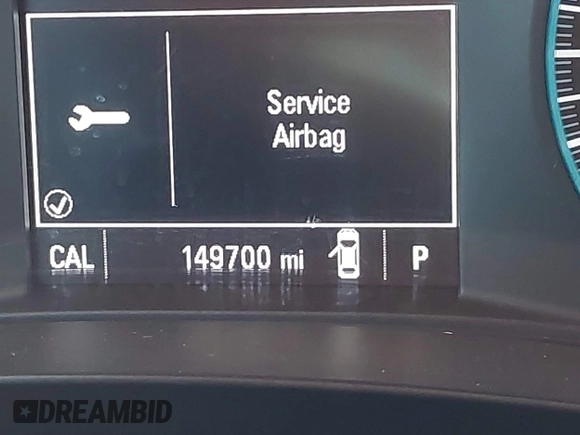 Service
Airbag
CAL 149700 mi P
DREAMBID